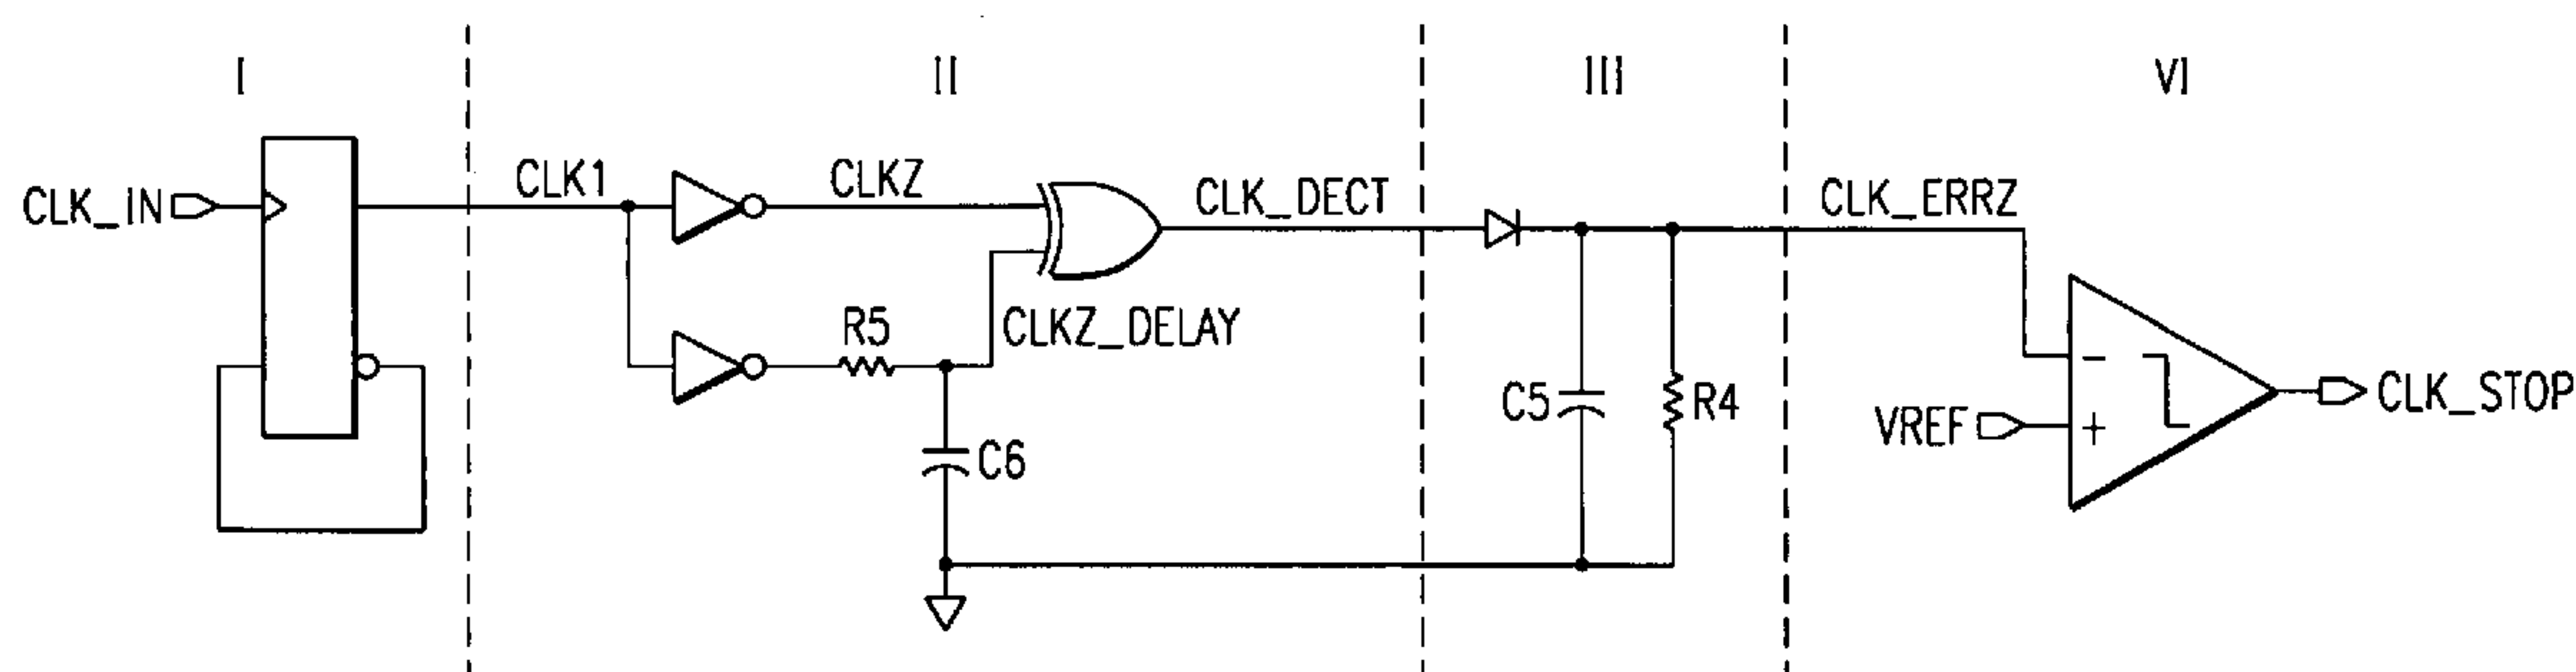 I
II
III
VI
CLK_IN
CLK1
CLKZ
CLK_DECT
CLK_ERRZ
R5
CLKZ_DELAY
C6
C5
R4
VREF
−
+
CLK_STOP